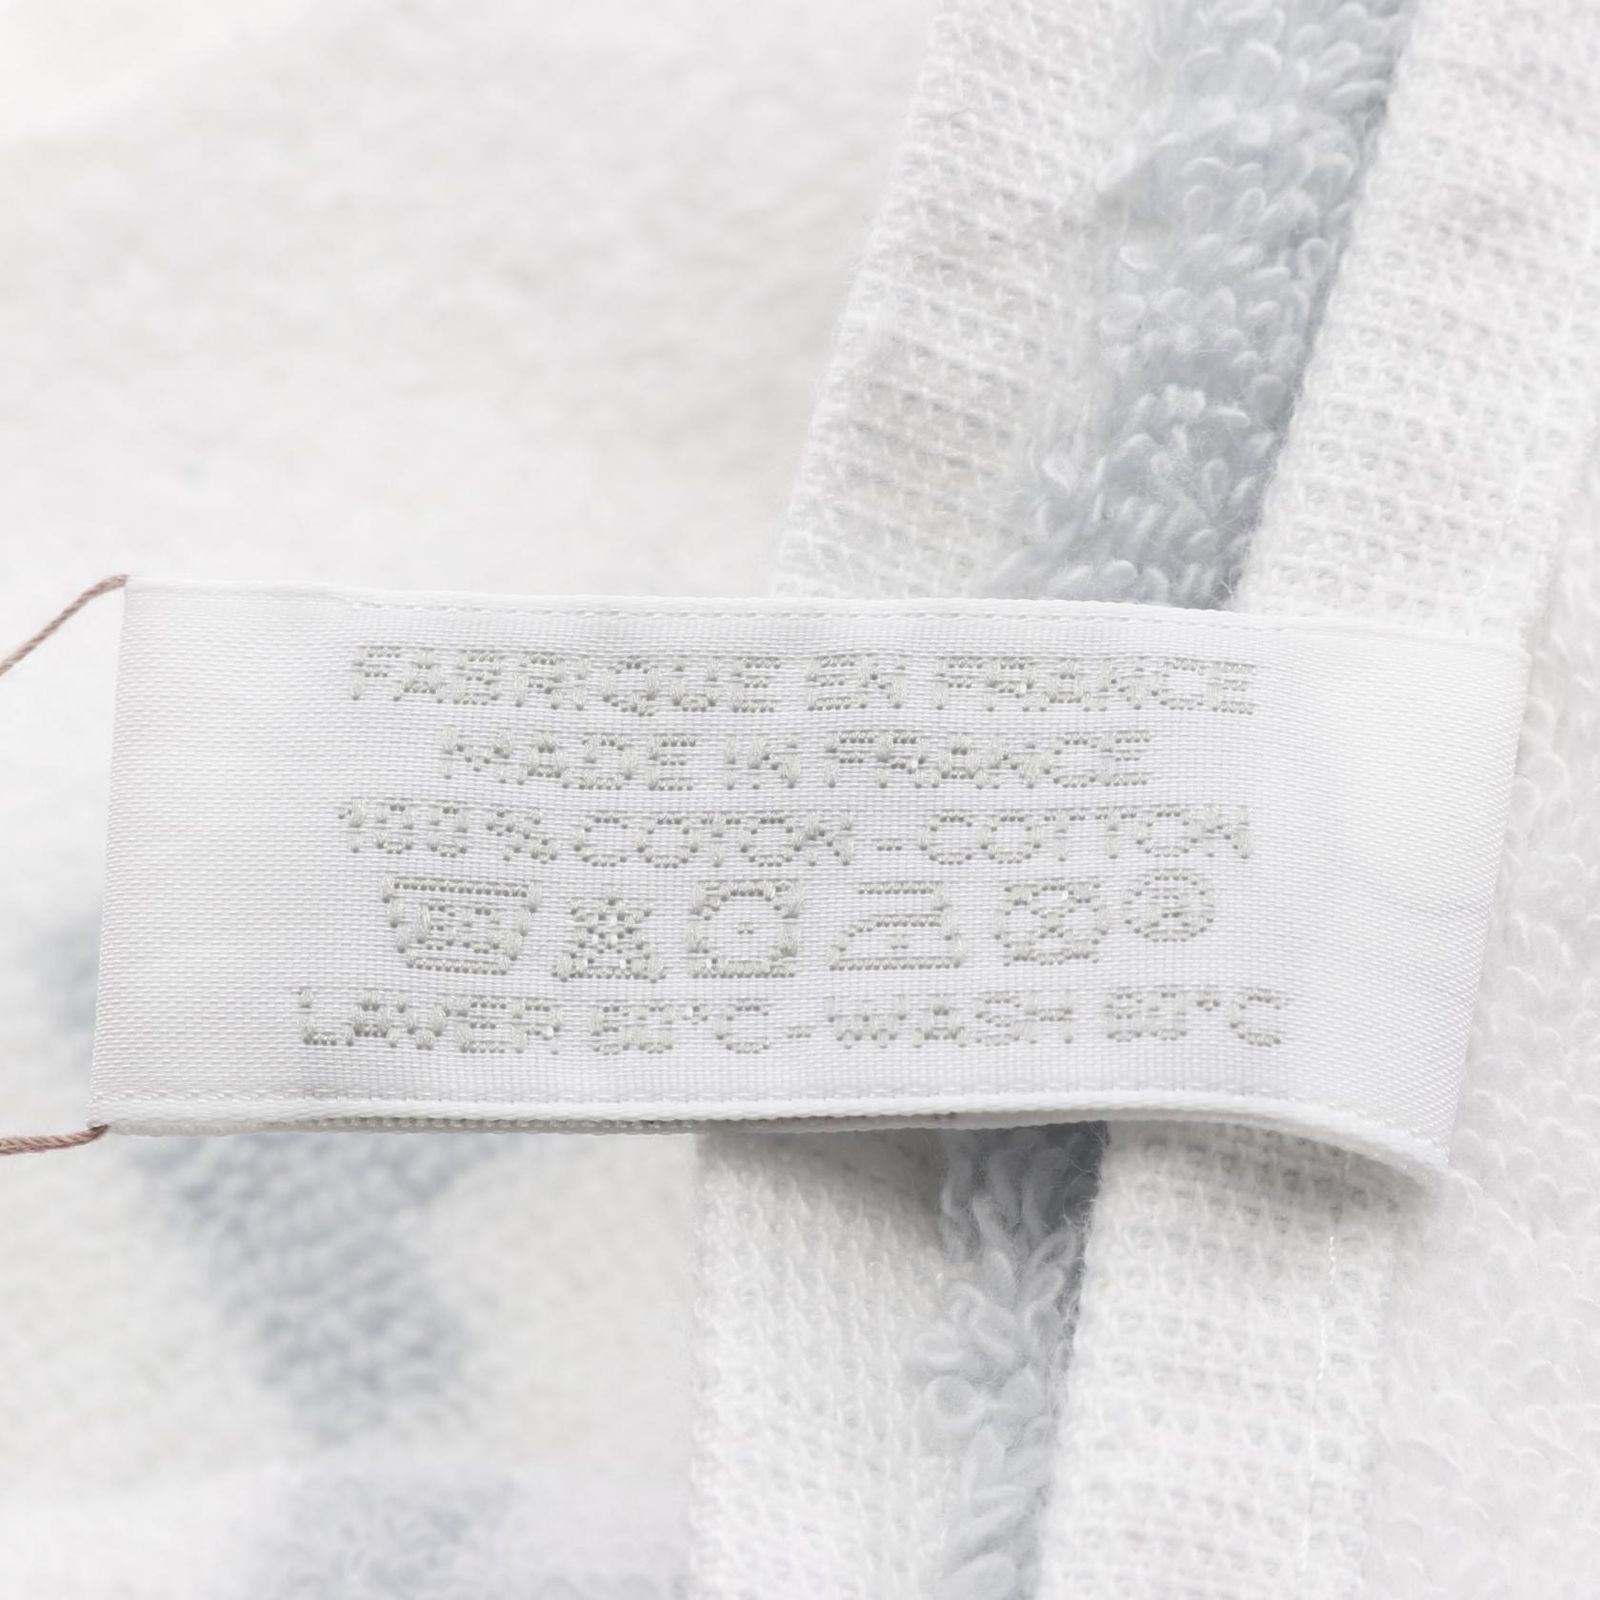 FABRIQUE EN FRANCE
MADE IN FRANCE
100% COTON - COTTON
LAVER 60°C - WASH 60°C